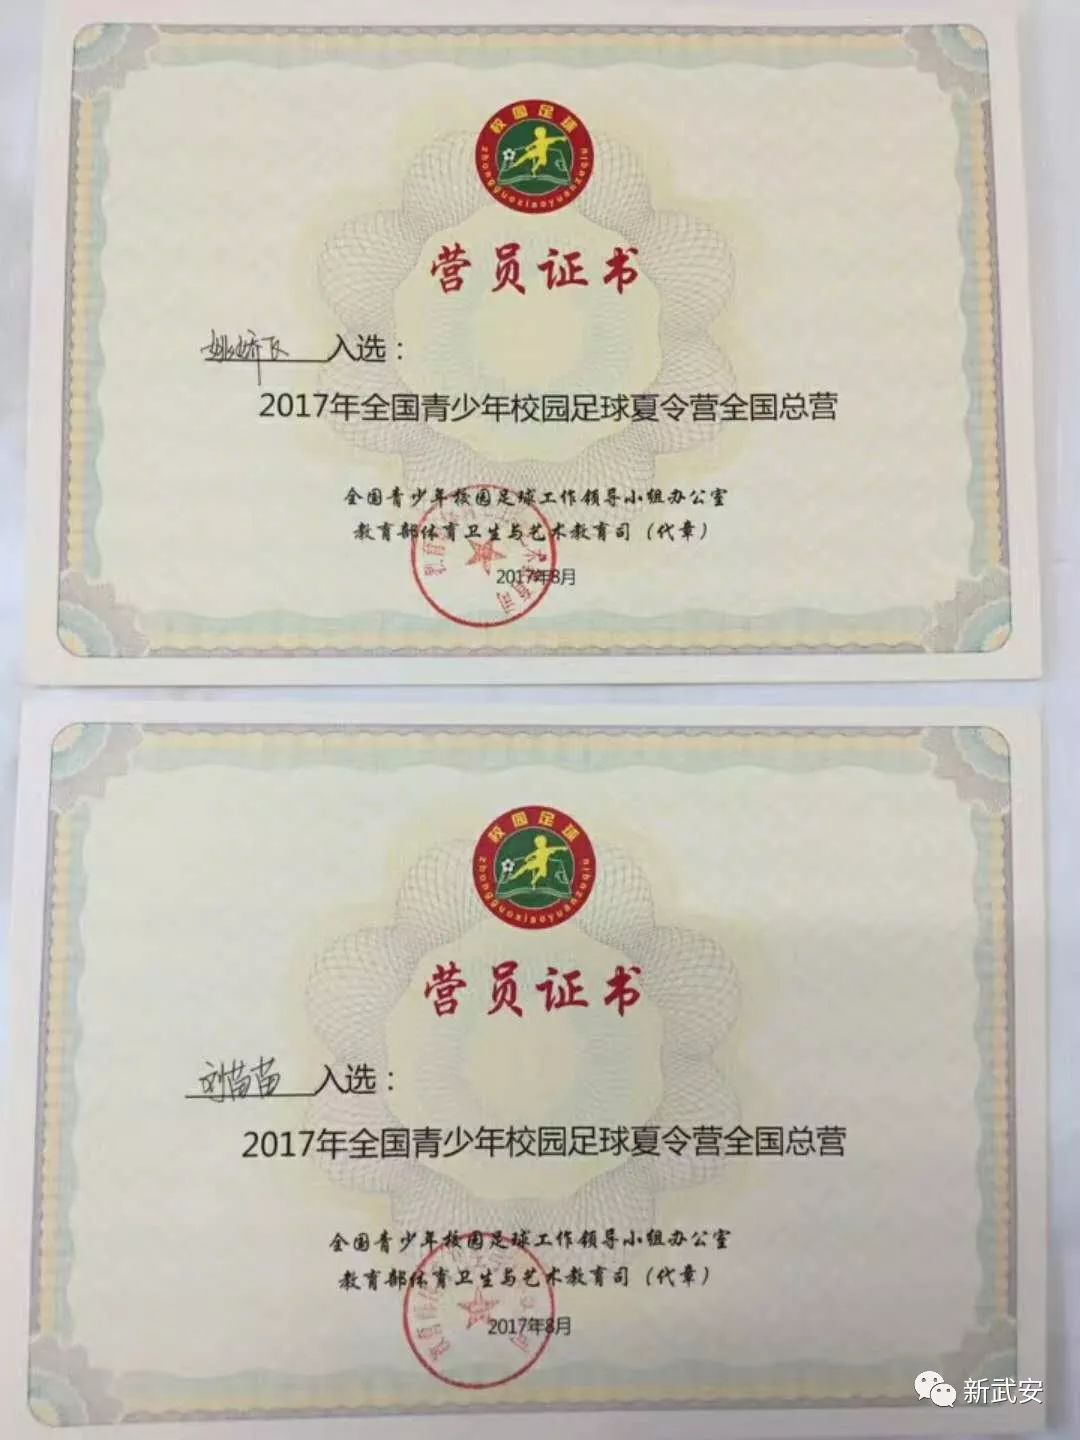 校园足球
zhongguoxiaoyuanzuqiu
营员证书
入选：
2017年全国青少年校园足球夏令营全国总营
全国青少年校园足球工作领导小组办公室
教育部体育卫生与艺术教育司（代章）
2017年8月
校园足球
zhongguoxiaoyuanzuqiu
营员证书
刘苗苗 入选：
2017年全国青少年校园足球夏令营全国总营
全国青少年校园足球工作领导小组办公室
教育部体育卫生与艺术教育司（代章）
2017年8月
新武安